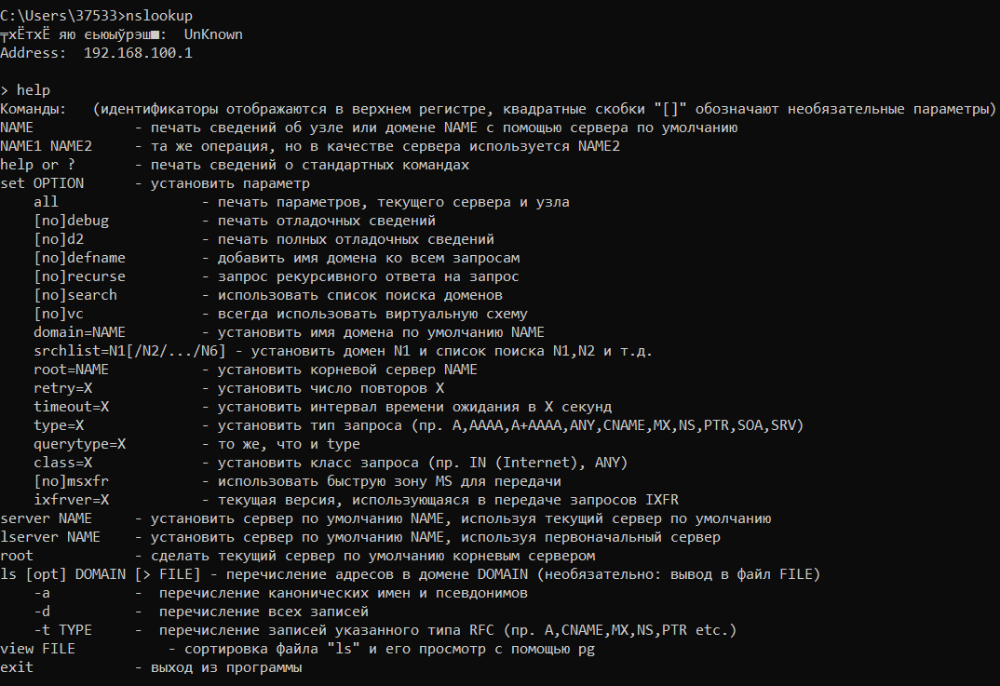 C:\Users\37533>nslookup
╤хЁтхЁ яю єьюыўрэш■:  UnKnown
Address:  192.168.100.1

> help
Команды:   (идентификаторы отображаются в верхнем регистре, квадратные скобки "[]" обозначают необязательные параметры)
NAME            - печать сведений об узле или домене NAME с помощью сервера по умолчанию
NAME1 NAME2     - та же операция, но в качестве сервера используется NAME2
help or ?       - печать сведений о стандартных командах
set OPTION      - установить параметр
    all                 - печать параметров, текущего сервера и узла
    [no]debug           - печать отладочных сведений
    [no]d2              - печать полных отладочных сведений
    [no]defname         - добавить имя домена ко всем запросам
    [no]recurse         - запрос рекурсивного ответа на запрос
    [no]search          - использовать список поиска доменов
    [no]vc              - всегда использовать виртуальную схему
    domain=NAME         - установить имя домена по умолчанию NAME
    srchlist=N1[/N2/.../N6] - установить домен N1 и список поиска N1,N2 и т.д.
    root=NAME           - установить корневой сервер NAME
    retry=X             - установить число повторов X
    timeout=X           - установить интервал времени ожидания в X секунд
    type=X              - установить тип запроса (пр. A,AAAA,A+AAAA,ANY,CNAME,MX,NS,PTR,SOA,SRV)
    querytype=X         - то же, что и type
    class=X             - установить класс запроса (пр. IN (Internet), ANY)
    [no]msxfr           - использовать быструю зону MS для передачи
    ixfrver=X           - текущая версия, использующаяся в передаче запросов IXFR
server NAME     - установить сервер по умолчанию NAME, используя текущий сервер по умолчанию
lserver NAME    - установить сервер по умолчанию NAME, используя первоначальный сервер
root            - сделать текущий сервер по умолчанию корневым сервером
ls [opt] DOMAIN [> FILE] - перечисление адресов в домене DOMAIN (необязательно: вывод в файл FILE)
    -a          -  перечисление канонических имен и псевдонимов
    -d          -  перечисление всех записей
    -t TYPE     -  перечисление записей указанного типа RFC (пр. A,CNAME,MX,NS,PTR etc.)
view FILE           - сортировка файла "ls" и его просмотр с помощью pg
exit            - выход из программы